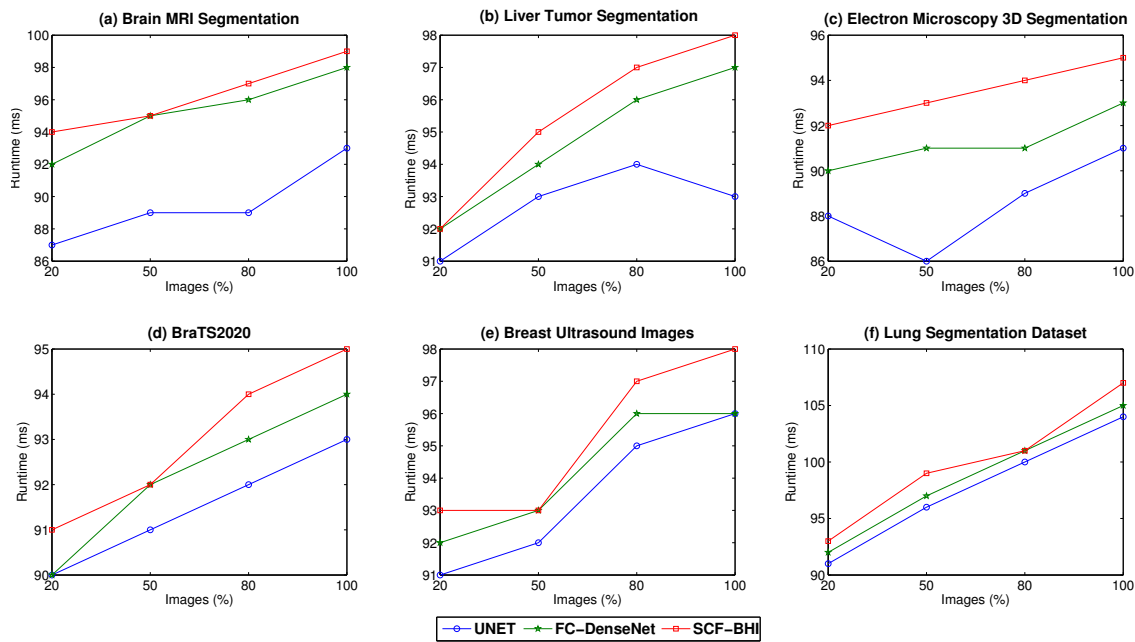 (a) Brain MRI Segmentation
100
98
96
94
92
90
88
86
Runtime (ms)
20 50 80 100
Images (%)
(b) Liver Tumor Segmentation
98
97
96
95
94
93
92
91
Runtime (ms)
20 50 80 100
Images (%)
(c) Electron Microscopy 3D Segmentation
96
94
92
90
88
86
Runtime (ms)
20 50 80 100
Images (%)
(d) BraTS2020
95
94
93
92
91
90
Runtime (ms)
20 50 80 100
Images (%)
(e) Breast Ultrasound Images
98
97
96
95
94
93
92
91
Runtime (ms)
20 50 80 100
Images (%)
(f) Lung Segmentation Dataset
110
105
100
95
90
Runtime (ms)
20 50 80 100
Images (%)
UNET FC-DenseNet SCF-BHI